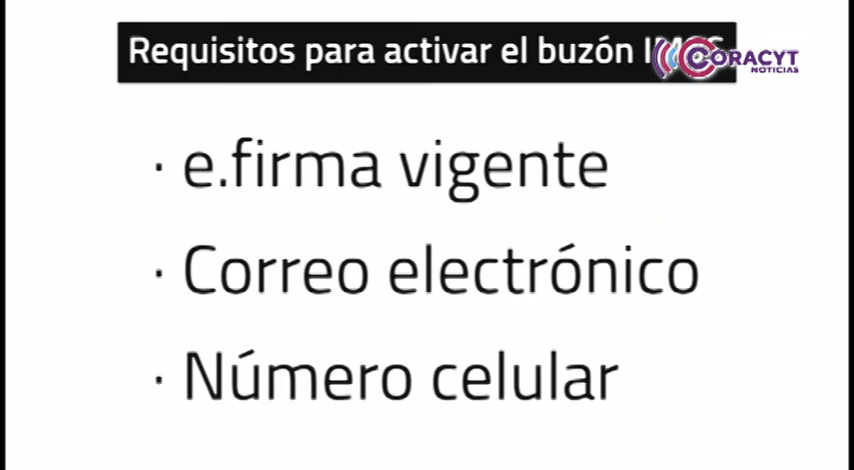 Requisitos para activar el buzón
CORACYT
NOTICIAS
· e.firma vigente
· Correo electrónico
· Número celular